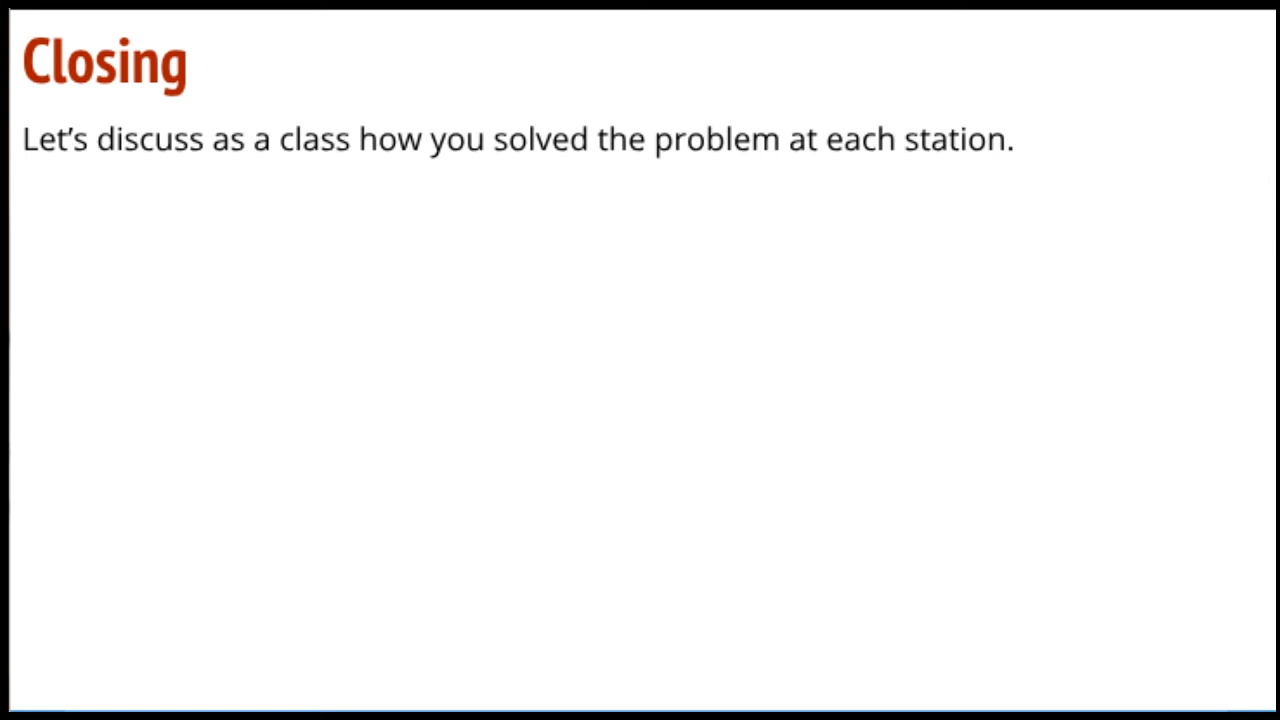 Closing
Let’s discuss as a class how you solved the problem at each station.